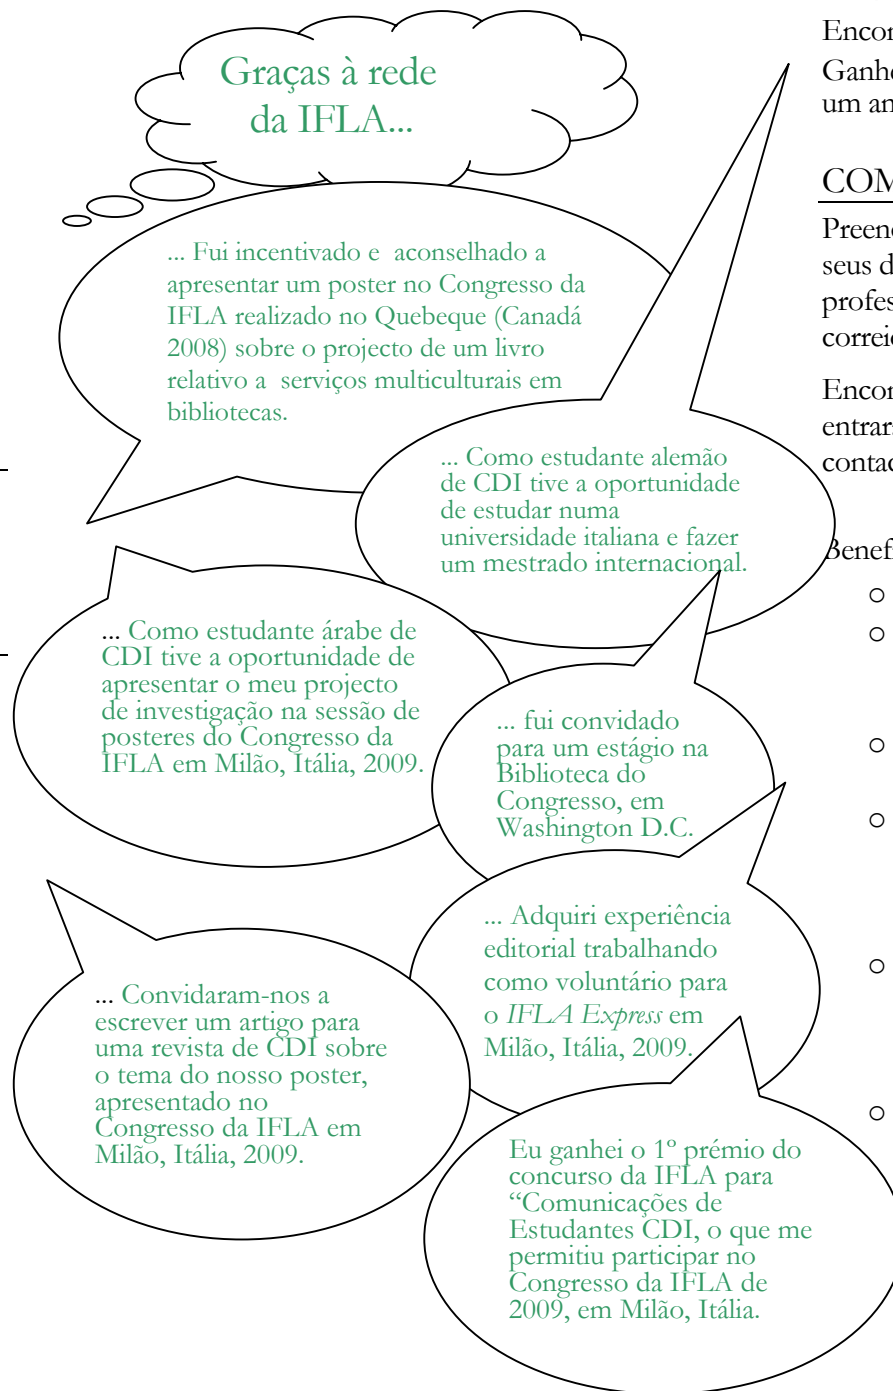 Graças à rede
da IFLA...
... Fui incentivado e aconselhado a
apresentar um poster no Congresso da
IFLA realizado no Quebeque (Canadá
2008) sobre o projecto de um livro
relativo a serviços multiculturais em
bibliotecas.
... Como estudante alemão
de CDI tive a oportunidade
de estudar numa
universidade italiana e fazer
um mestrado internacional.
... Como estudante árabe de
CDI tive a oportunidade de
apresentar o meu projecto
de investigação na sessão de
posteres do Congresso da
IFLA em Milão, Itália, 2009.
... fui convidado
para um estágio na
Biblioteca do
Congresso, em
Washington D.C.
... Adquiri experiência
editorial trabalhando
como voluntário para
o IFLA Express em
Milão, Itália, 2009.
... Convidaram-nos a
escrever um artigo para
uma revista de CDI sobre
o tema do nosso poster,
apresentado no
Congresso da IFLA em
Milão, Itália, 2009.
Eu ganhei o 1º prémio do
concurso da IFLA para
“Comunicações de
Estudantes CDI, o que me
permitiu participar no
Congresso da IFLA de
2009, em Milão, Itália.
um
seus